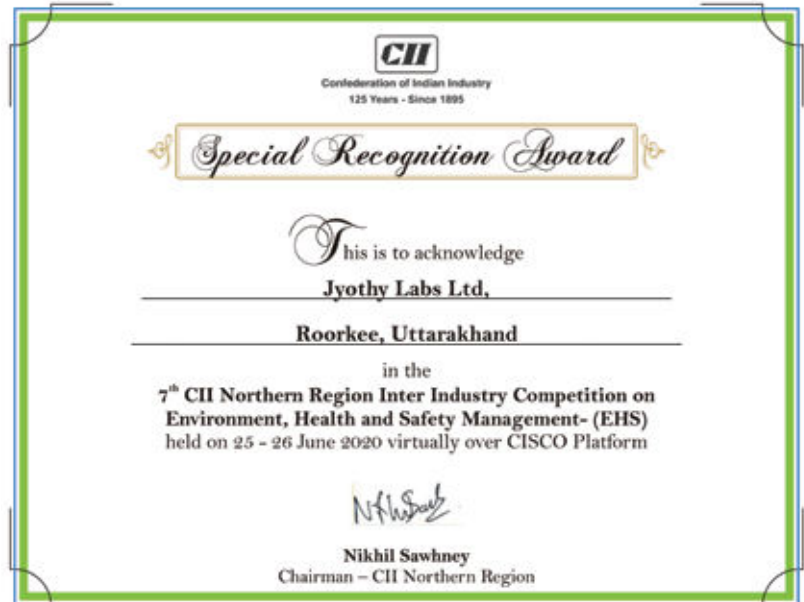 CII
Confederation of Indian Industry
125 Years - Since 1895
Special Recognition Award
This is to acknowledge
Jyothy Labs Ltd,
Roorkee, Uttarakhand
in the
7th CII Northern Region Inter Industry Competition on
Environment, Health and Safety Management- (EHS)
held on 25 - 26 June 2020 virtually over CISCO Platform
Nikhil Sawhney
Chairman – CII Northern Region